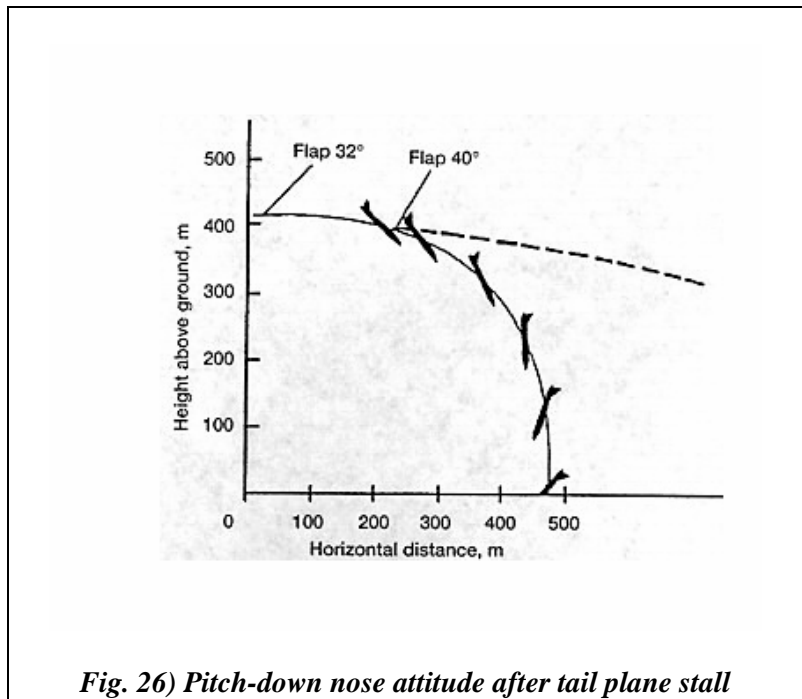 500
Flap 32°
Flap 40°
400
300
200
100
Height above ground, m
0
100
200
300
400
500
Horizontal distance, m
Fig. 26) Pitch-down nose attitude after tail plane stall